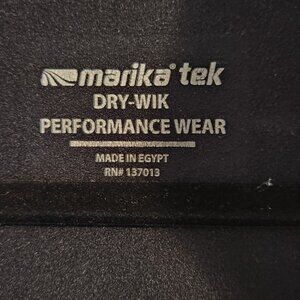 marika® tek
DRY-WIK
PERFORMANCE WEAR
MADE IN EGYPT
RN# 137013